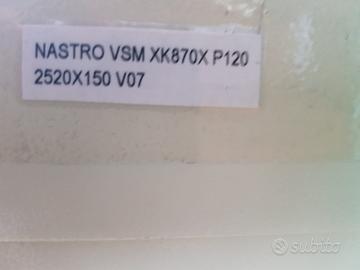 NASTRO VSM XK870X P120
2520X150 V07
subito